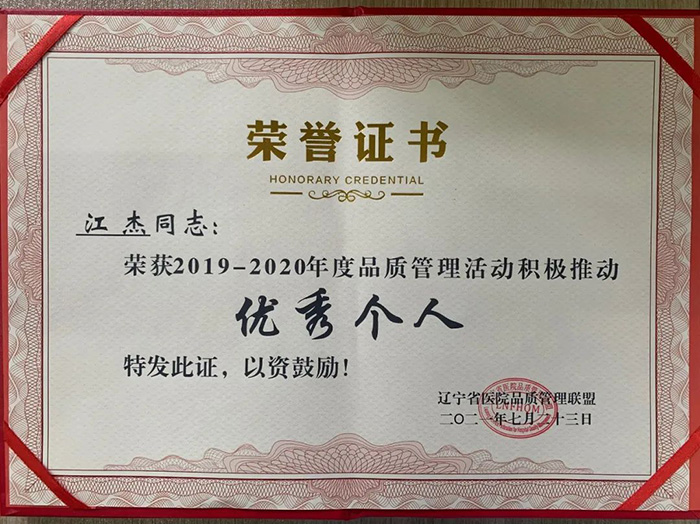 荣誉证书
HONORARY CREDENTIAL
江杰同志：
荣获2019-2020年度品质管理活动积极推动
优秀个人
特发此证，以资鼓励！
辽宁省医院品质管理联盟
二〇二一年七月二十三日
LNFHQM